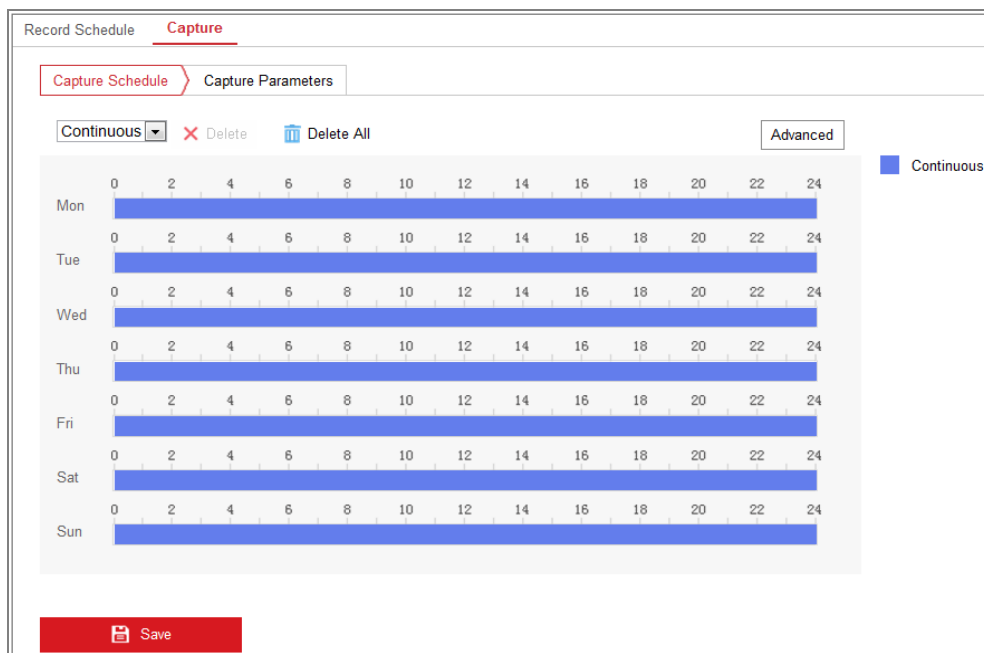 Record Schedule Capture
Capture Schedule Capture Parameters
Continuous Delete Delete All Advanced
Continuous
0 2 4 6 8 10 12 14 16 18 20 22 24
Mon
0 2 4 6 8 10 12 14 16 18 20 22 24
Tue
0 2 4 6 8 10 12 14 16 18 20 22 24
Wed
0 2 4 6 8 10 12 14 16 18 20 22 24
Thu
0 2 4 6 8 10 12 14 16 18 20 22 24
Fri
0 2 4 6 8 10 12 14 16 18 20 22 24
Sat
0 2 4 6 8 10 12 14 16 18 20 22 24
Sun
Save